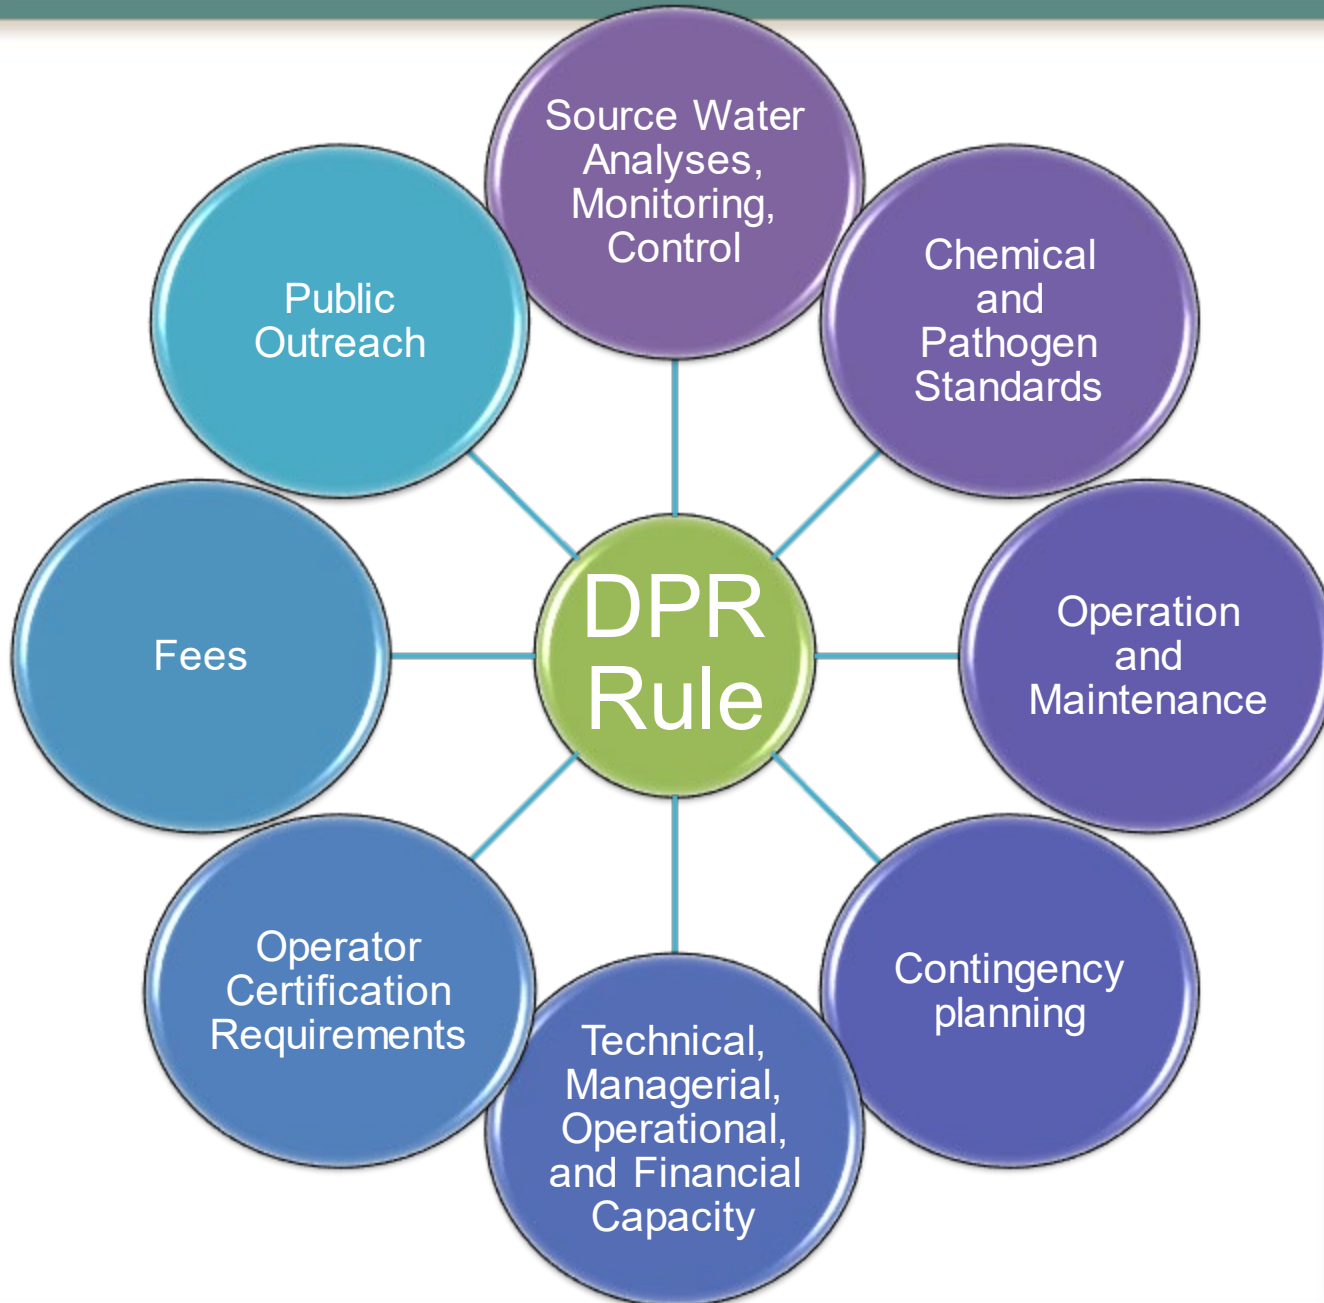 Source Water
Analyses,
Monitoring,
Control
Chemical
and
Pathogen
Standards
Operation
and
Maintenance
Contingency
planning
Technical,
Managerial,
Operational,
and Financial
Capacity
Operator
Certification
Requirements
Fees
Public
Outreach
DPR
Rule